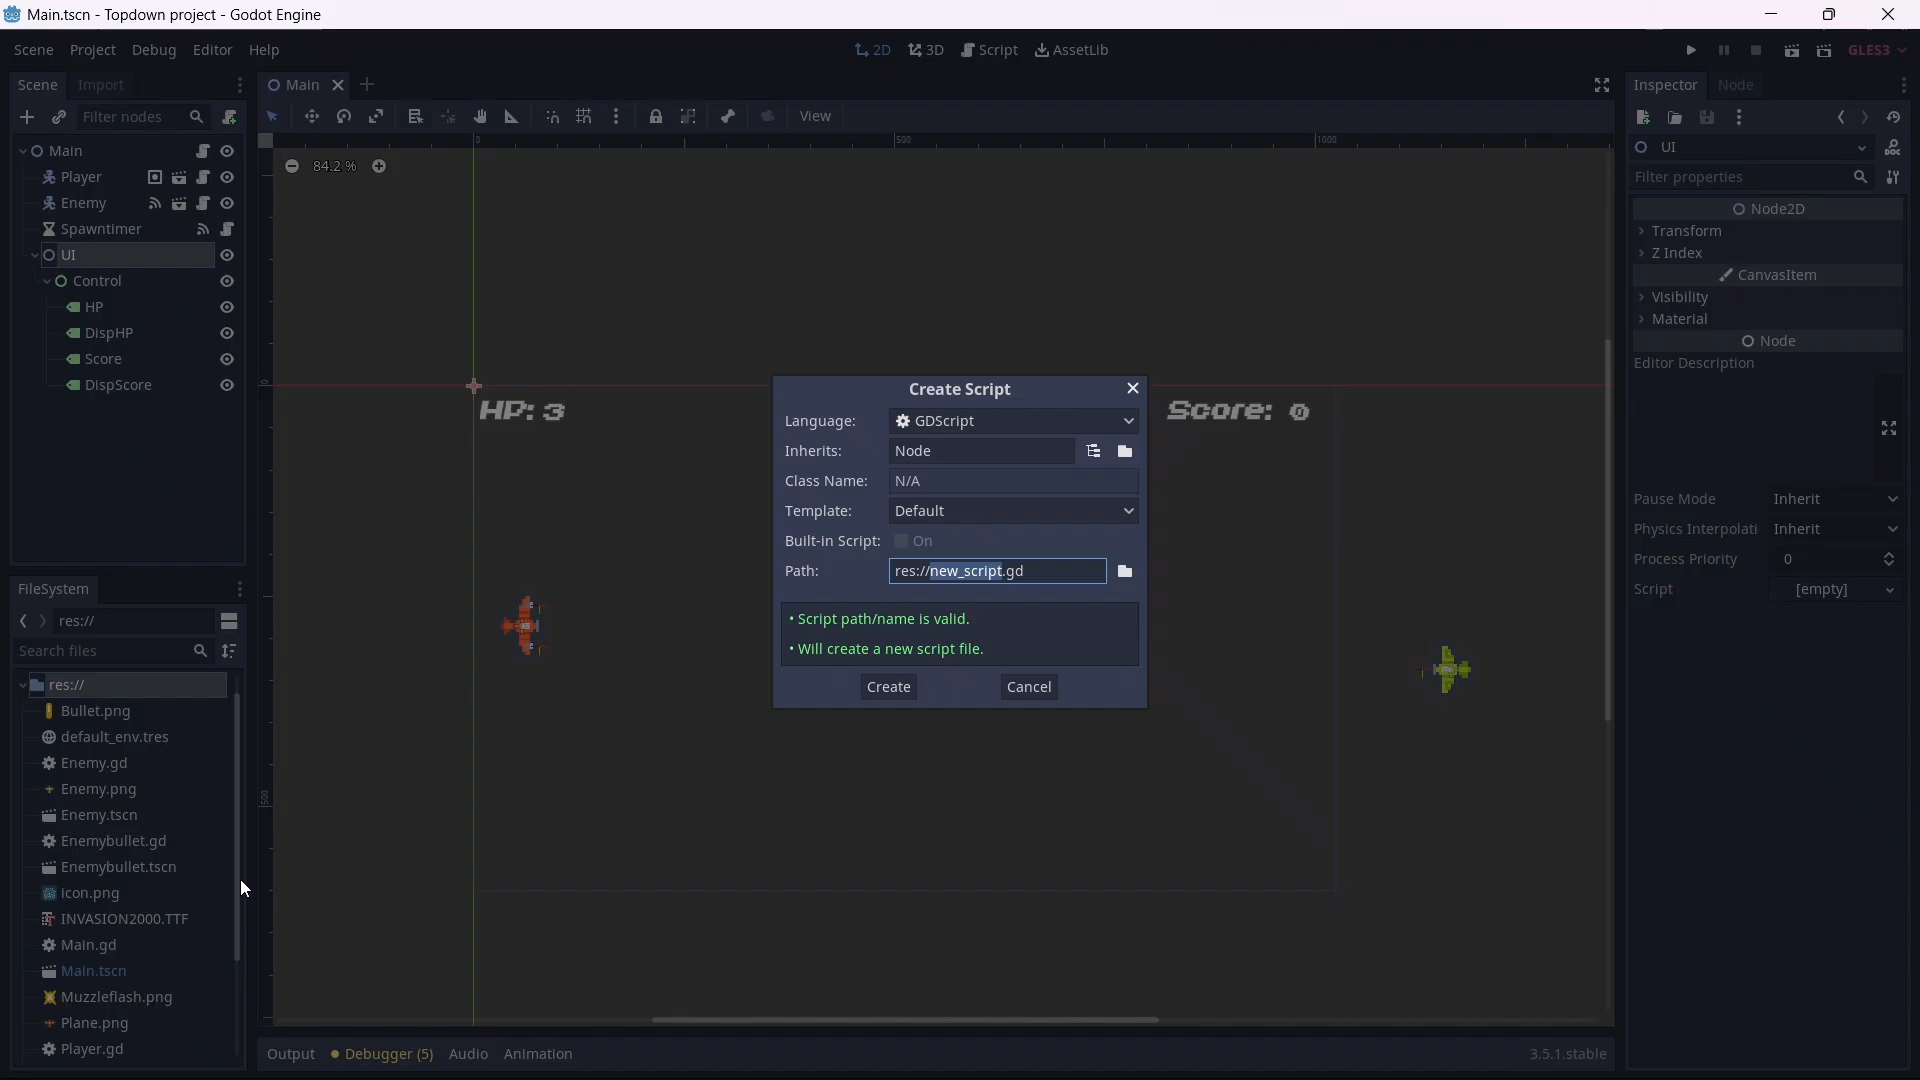 Main.tscn - Topdown project - Godot Engine
Scene Project Debug Editor Help
2D 3D Script AssetLib
GLES3
Scene Import
Main
Inspector Node
Filter nodes
View
Main
Player
Enemy
Spawntimer
UI
Control
HP
DispHP
Score
DispScore
0 500 1000
84.2 %
0
500
HP: 3
Score: 0
Create Script
Language: GDScript
Inherits: Node
Class Name: N/A
Template: Default
Built-in Script: On
Path: res://new_script.gd
• Script path/name is valid.
• Will create a new script file.
Create Cancel
UI
Filter properties
Node2D
Transform
Z Index
CanvasItem
Visibility
Material
Node
Editor Description
Pause Mode Inherit
Physics Interpolati Inherit
Process Priority 0
Script [empty]
FileSystem
res://
Search files
res://
Bullet.png
default_env.tres
Enemy.gd
Enemy.png
Enemy.tscn
Enemybullet.gd
Enemybullet.tscn
icon.png
INVASION2000.TTF
Main.gd
Main.tscn
Muzzleflash.png
Plane.png
Player.gd
Output Debugger (5) Audio Animation
3.5.1.stable